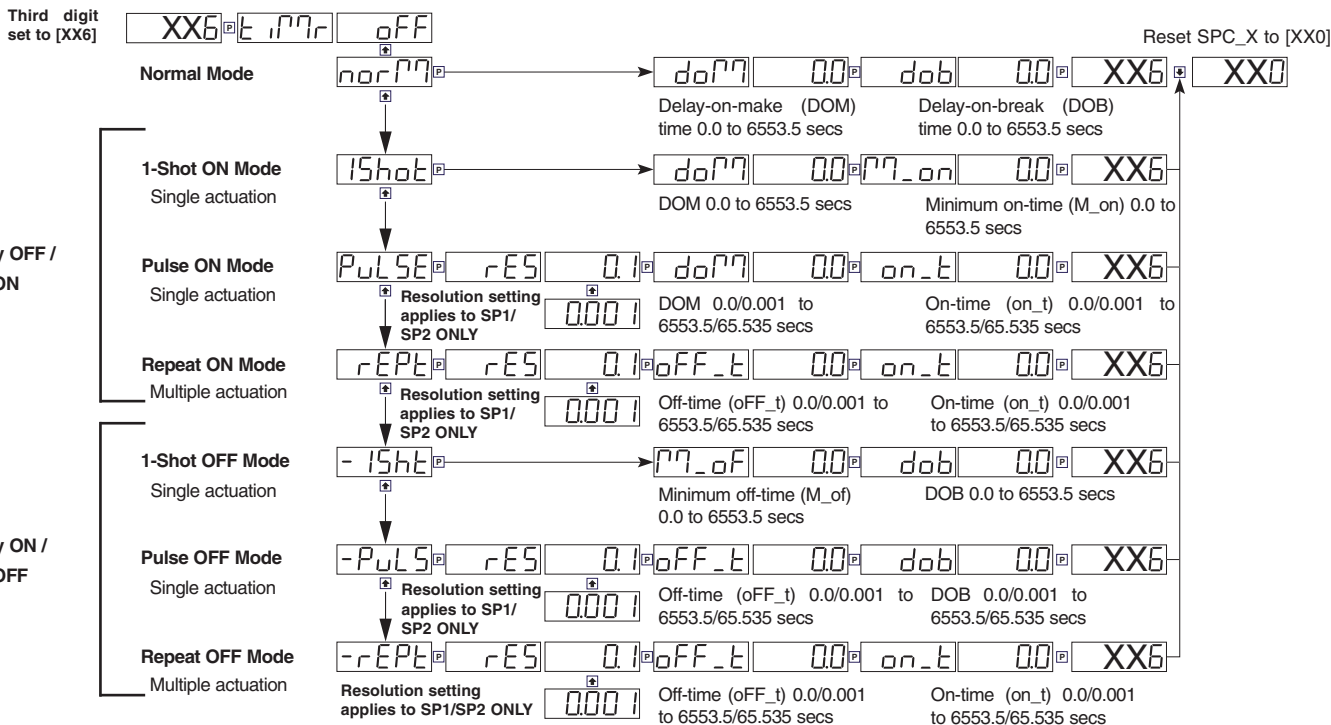 Third digit
set to [XX6]
XX6 P t iMr oFF
Reset SPC_X to [XX0]
Normal Mode
norM P doM 0.0 P dob 0.0 P XX6 XX0
Delay-on-make (DOM)
time 0.0 to 6553.5 secs
Delay-on-break (DOB)
time 0.0 to 6553.5 secs
1-Shot ON Mode
Single actuation
1Shot P doM 0.0 P M_on 0.0 P XX6
DOM 0.0 to 6553.5 secs
Minimum on-time (M_on) 0.0 to
6553.5 secs
y OFF /
ON
Pulse ON Mode
Single actuation
PuLSE P rES 0.1 P doM 0.0 P on_t 0.0 P XX6
Resolution setting
applies to SP1/
SP2 ONLY
0.001
DOM 0.0/0.001 to
6553.5/65.535 secs
On-time (on_t) 0.0/0.001 to
6553.5/65.535 secs
Repeat ON Mode
Multiple actuation
rEPt P rES 0.1 P oFF_t 0.0 P on_t 0.0 P XX6
Resolution setting
applies to SP1/
SP2 ONLY
0.001
Off-time (oFF_t) 0.0/0.001 to
6553.5/65.535 secs
On-time (on_t) 0.0/0.001
to 6553.5/65.535 secs
1-Shot OFF Mode
Single actuation
-1Sht P M_oF 0.0 P dob 0.0 P XX6
Minimum off-time (M_of)
0.0 to 6553.5 secs
DOB 0.0 to 6553.5 secs
y ON /
OFF
Pulse OFF Mode
Single actuation
-PuLS P rES 0.1 P oFF_t 0.0 P dob 0.0 P XX6
Resolution setting
applies to SP1/
SP2 ONLY
0.001
Off-time (oFF_t) 0.0/0.001 to
6553.5/65.535 secs
DOB 0.0/0.001 to
6553.5/65.535 secs
Repeat OFF Mode
Multiple actuation
-rEPt P rES 0.1 P oFF_t 0.0 P on_t 0.0 P XX6
Resolution setting
applies to SP1/SP2 ONLY
0.001
Off-time (oFF_t) 0.0/0.001
to 6553.5/65.535 secs
On-time (on_t) 0.0/0.001
to 6553.5/65.535 secs